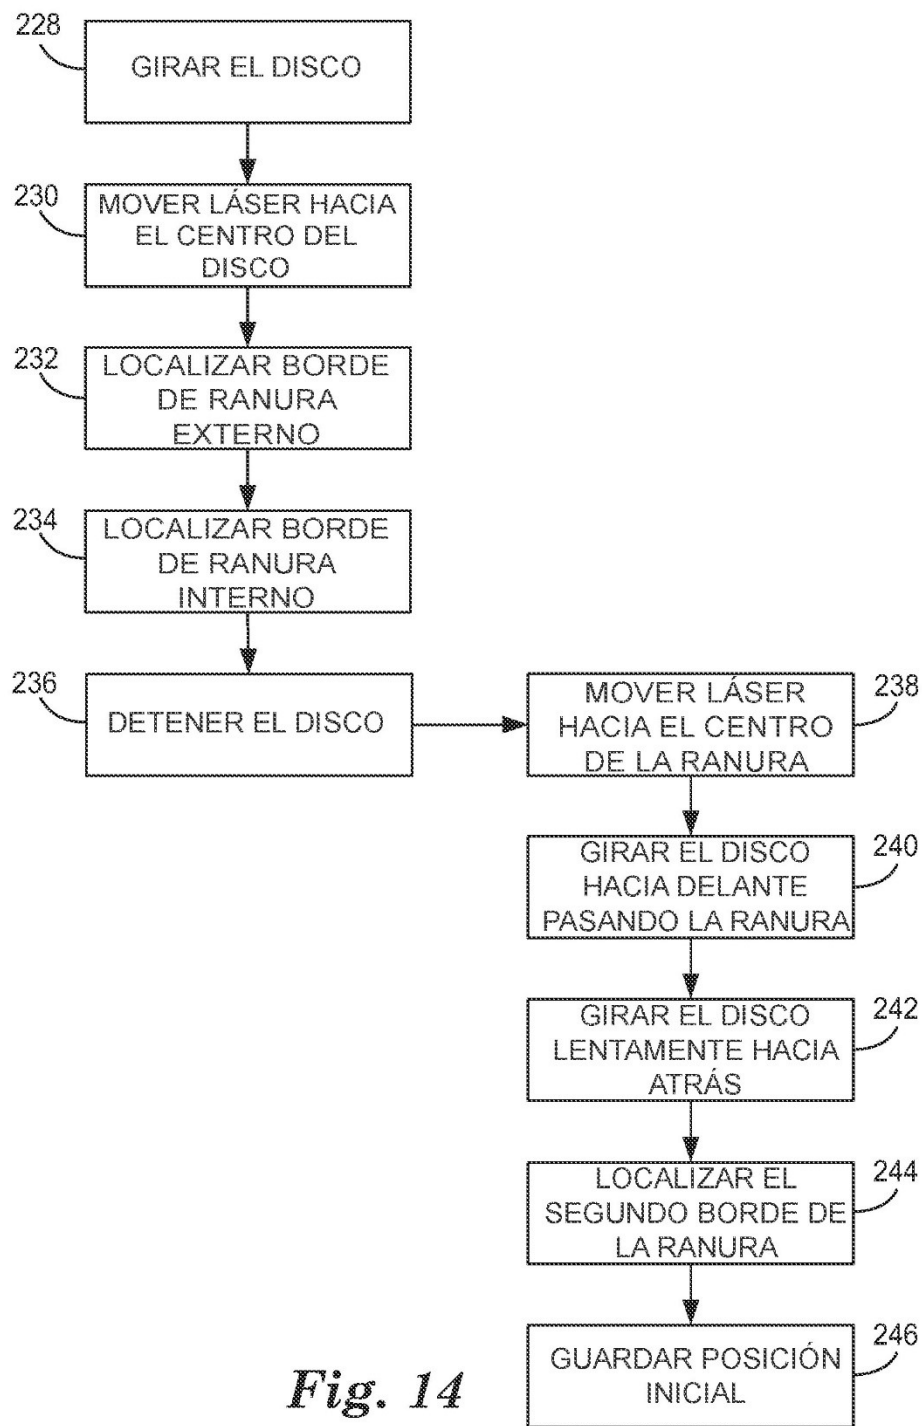 228
GIRAR EL DISCO
230
MOVER LÁSER HACIA
EL CENTRO DEL
DISCO
232
LOCALIZAR BORDE
DE RANURA
EXTERNO
234
LOCALIZAR BORDE
DE RANURA
INTERNO
236
DETENER EL DISCO
238
MOVER LÁSER
HACIA EL CENTRO
DE LA RANURA
240
GIRAR EL DISCO
HACIA DELANTE
PASANDO LA RANURA
242
GIRAR EL DISCO
LENTAMENTE HACIA
ATRÁS
244
LOCALIZAR EL
SEGUNDO BORDE DE
LA RANURA
246
GUARDAR POSICIÓN
INICIAL
Fig. 14